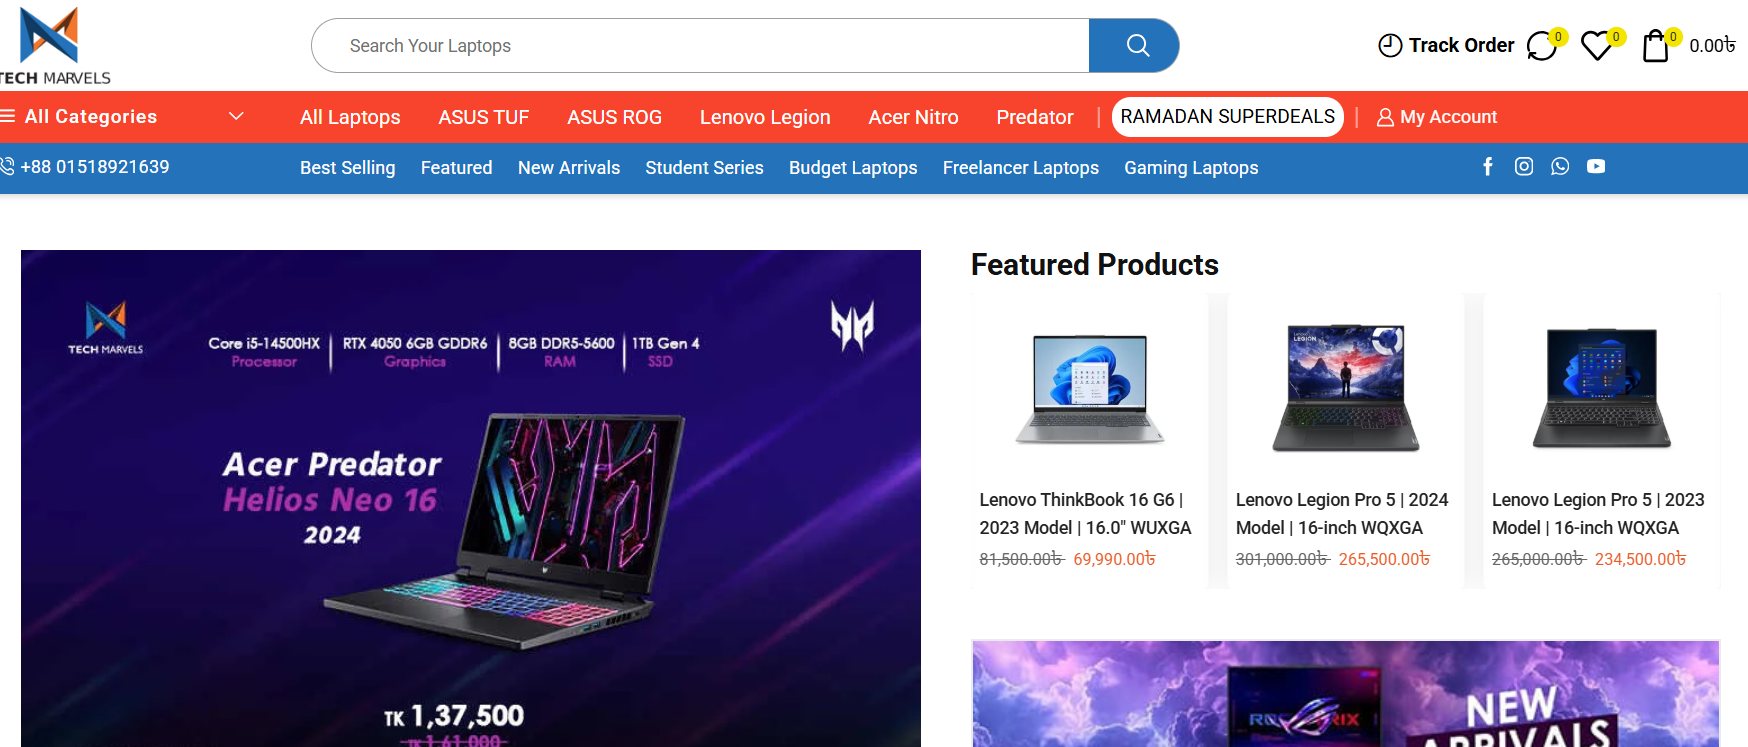 TECH MARVELS
Search Your Laptops
Track Order
0
0
0
0.00৳
All Categories
All Laptops
ASUS TUF
ASUS ROG
Lenovo Legion
Acer Nitro
Predator
|
RAMADAN SUPERDEALS
|
My Account
+88 01518921639
Best Selling
Featured
New Arrivals
Student Series
Budget Laptops
Freelancer Laptops
Gaming Laptops
TECH MARVELS
Core i5-14500HX | RTX 4050 6GB GDDR6 | 8GB DDR5-5600 | 1TB Gen 4
Processor Graphics RAM SSD
Acer Predator
Helios Neo 16
2024
TK 1,37,500
TK 1,61,000
Featured Products
Lenovo ThinkBook 16 G6 |
2023 Model | 16.0" WUXGA
81,500.00৳ 69,990.00৳
Lenovo Legion Pro 5 | 2024
Model | 16-inch WQXGA
301,000.00৳ 265,500.00৳
Lenovo Legion Pro 5 | 2023
Model | 16-inch WQXGA
265,000.00৳ 234,500.00৳
LEGION
NEW
ARRIVALS